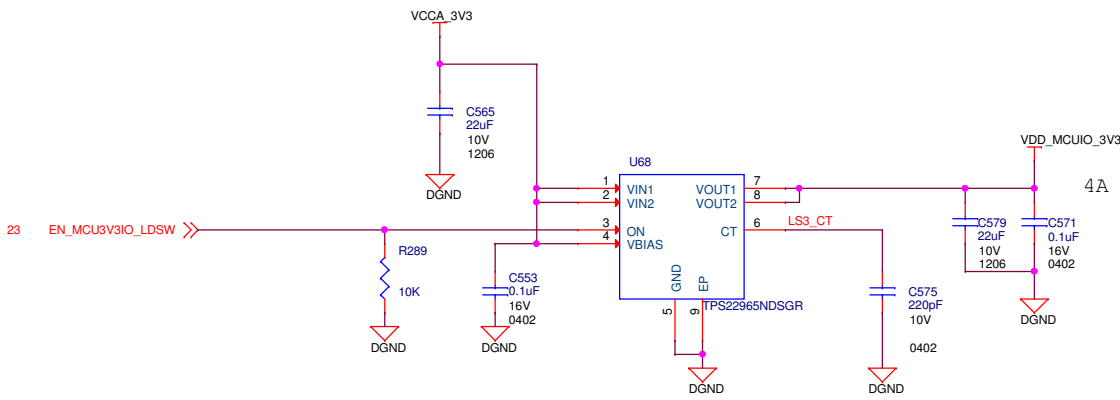 VCCA_3V3
C565
22uF
10V
1206
DGND
U68
VDD_MCUIO_3V3
4A
1
VIN1
VOUT1
7
2
VIN2
VOUT2
8
23 EN_MCU3V3IO_LDSW
3
ON
CT
6
LS3_CT
4
VBIAS
C579
22uF
10V
1206
C571
0.1uF
16V
0402
R289
10K
DGND
C553
0.1uF
16V
0402
DGND
GND
EP
TPS22965NDSGR
5
9
DGND
C575
220pF
10V
0402
DGND
DGND